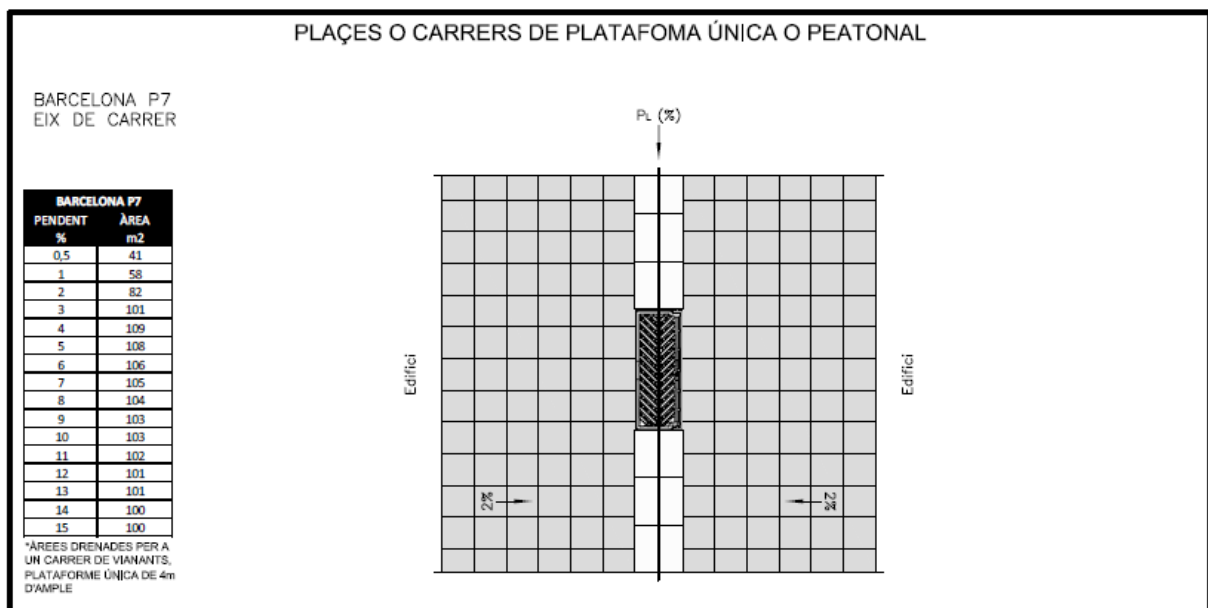 PLAÇES O CARRERS DE PLATAFOMA ÚNICA O PEATONAL
BARCELONA P7
EIX DE CARRER
PL (%)
BARCELONA P7
PENDENT ÀREA
% m2
0,5 41
1 58
2 82
3 101
4 109
5 108
6 106
7 105
8 104
9 103
10 103
11 102
12 101
13 101
14 100
15 100
*ÀREES DRENADES PER A
UN CARRER DE VIANANTS,
PLATAFORME ÚNICA DE 4m
D'AMPLE
Edifici
2%
2%
Edifici